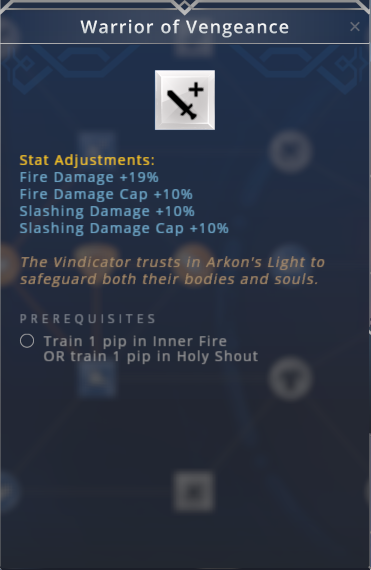 Warrior of Vengeance
Stat Adjustments:
Fire Damage +19%
Fire Damage Cap +10%
Slashing Damage +10%
Slashing Damage Cap +10%
The Vindicator trusts in Arkon's Light to
safeguard both their bodies and souls.
PREREQUISITES
Train 1 pip in Inner Fire
OR train 1 pip in Holy Shout